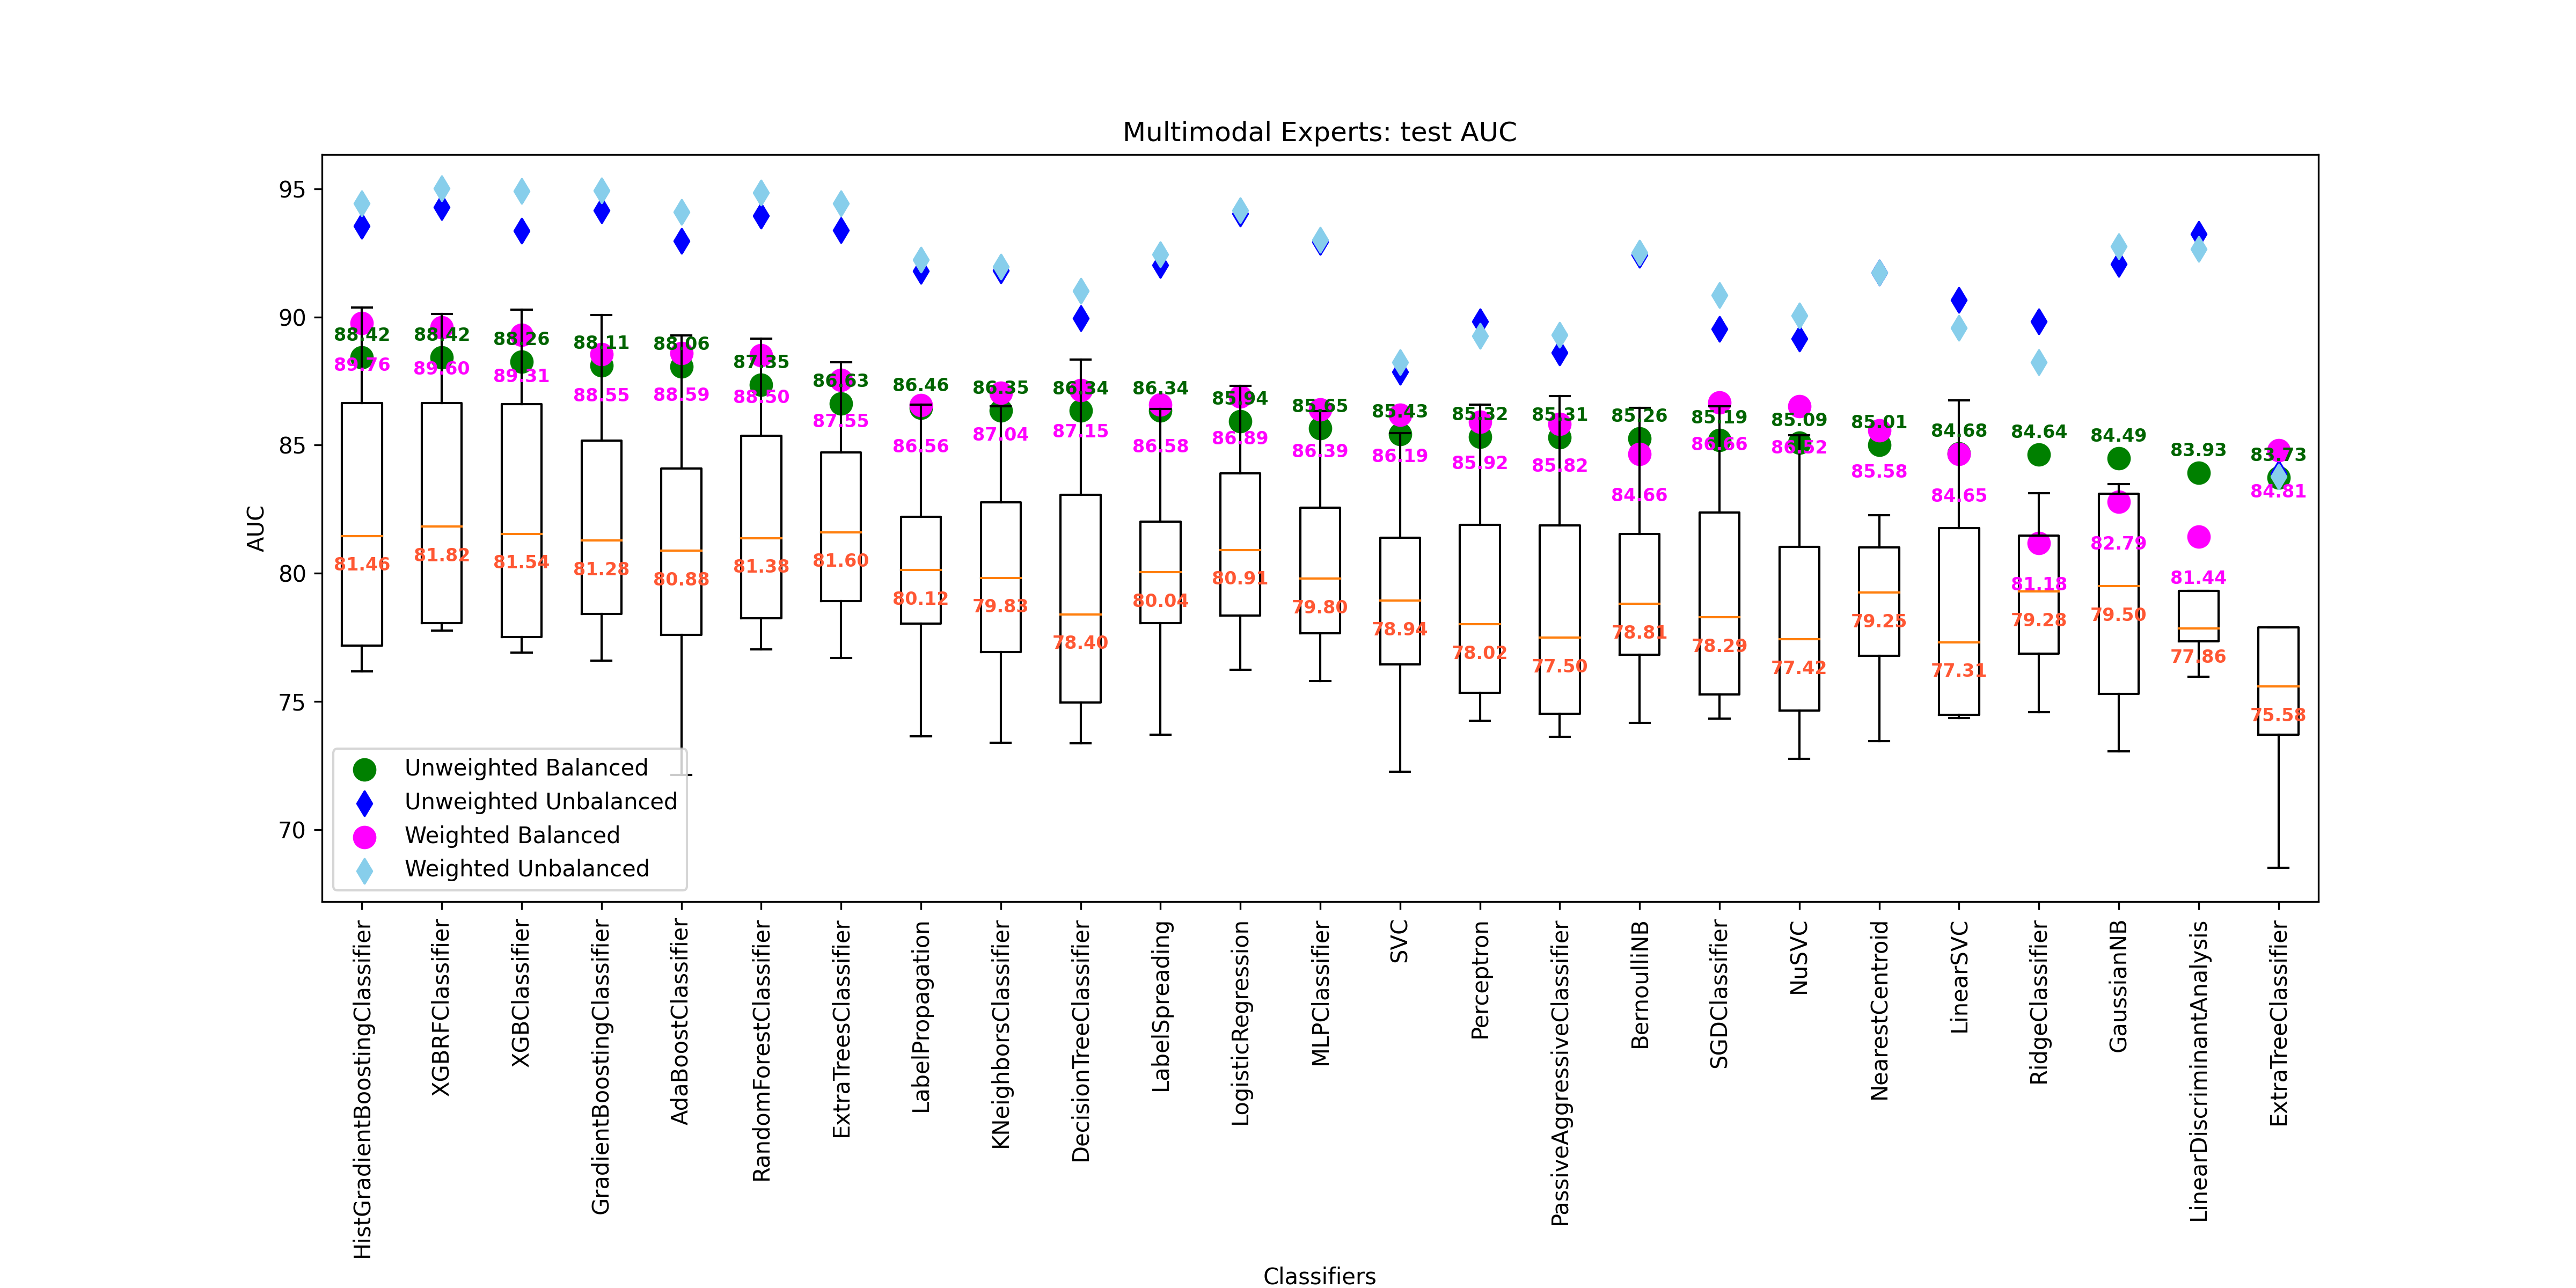 Multimodal Experts: test AUC
AUC
95
90
85
80
75
70
88.42 88.42 88.26 88.11 88.06 87.35 86.63 86.46 86.35 86.34 86.34 85.94 85.65 85.43 85.32 85.31 85.26 85.19 85.09 85.01 84.68 84.64 84.49 83.93 83.73
89.76 89.60 89.31 88.55 88.59 88.50 87.55 86.56 87.04 87.15 86.58 86.89 86.39 86.19 85.92 85.82 84.66 86.66 86.52 85.58 84.65 81.18 82.79 81.44 84.81
81.46 81.82 81.54 81.28 80.88 81.38 81.60 80.12 79.83 78.40 80.04 80.91 79.80 78.94 78.02 77.50 78.81 78.29 77.42 79.25 77.31 79.28 79.50 77.86 75.58
Unweighted Balanced
Unweighted Unbalanced
Weighted Balanced
Weighted Unbalanced
HistGradientBoostingClassifier
XGBRFClassifier
XGBClassifier
GradientBoostingClassifier
AdaBoostClassifier
RandomForestClassifier
ExtraTreesClassifier
LabelPropagation
KNeighborsClassifier
DecisionTreeClassifier
LabelSpreading
LogisticRegression
MLPClassifier
SVC
Perceptron
PassiveAggressiveClassifier
BernoulliNB
SGDClassifier
NuSVC
NearestCentroid
LinearSVC
RidgeClassifier
GaussianNB
LinearDiscriminantAnalysis
ExtraTreeClassifier
Classifiers